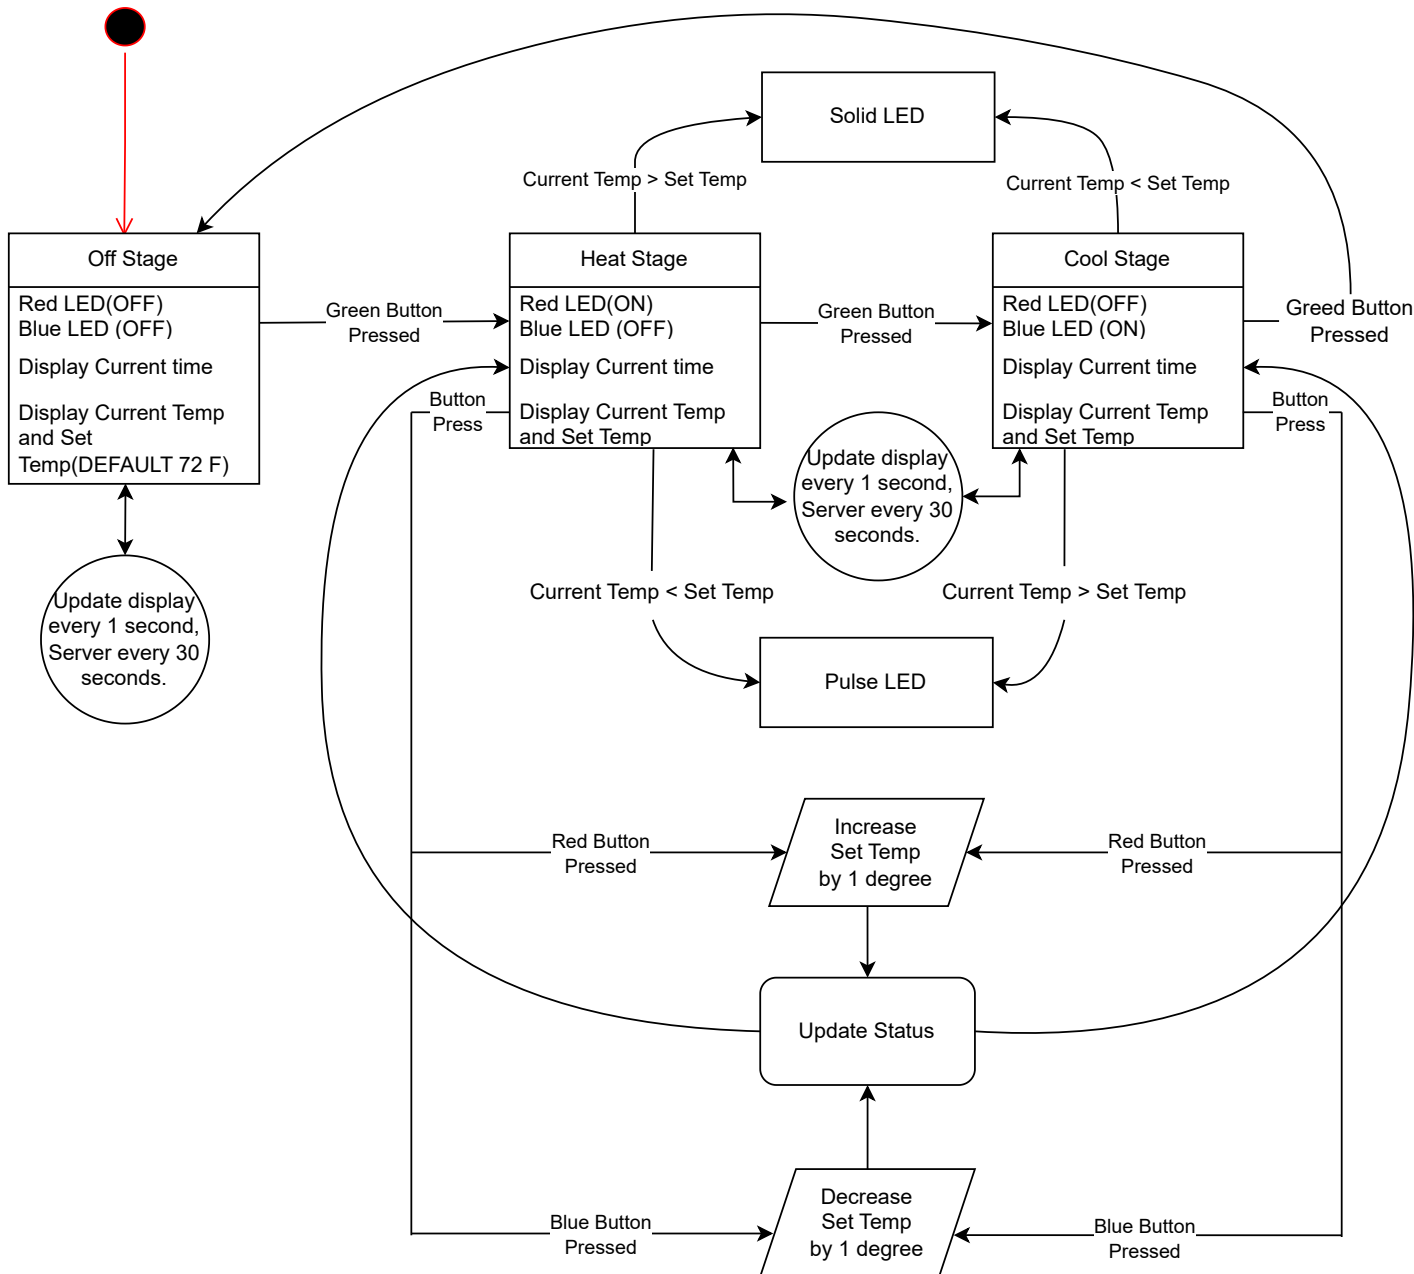 Solid LED
Current Temp > Set Temp
Current Temp < Set Temp
Off Stage
Red LED(OFF)
Blue LED (OFF)
Display Current time
Display Current Temp
and Set
Temp(DEFAULT 72 F)
Green Button
Pressed
Heat Stage
Red LED(ON)
Blue LED (OFF)
Display Current time
Display Current Temp
and Set Temp
Green Button
Pressed
Cool Stage
Red LED(OFF)
Blue LED (ON)
Display Current time
Display Current Temp
and Set Temp
Greed Button
Pressed
Button
Press
Button
Press
Update display
every 1 second,
Server every 30
seconds.
Update display
every 1 second,
Server every 30
seconds.
Current Temp < Set Temp
Current Temp > Set Temp
Pulse LED
Increase
Set Temp
by 1 degree
Red Button
Pressed
Red Button
Pressed
Update Status
Decrease
Set Temp
by 1 degree
Blue Button
Pressed
Blue Button
Pressed